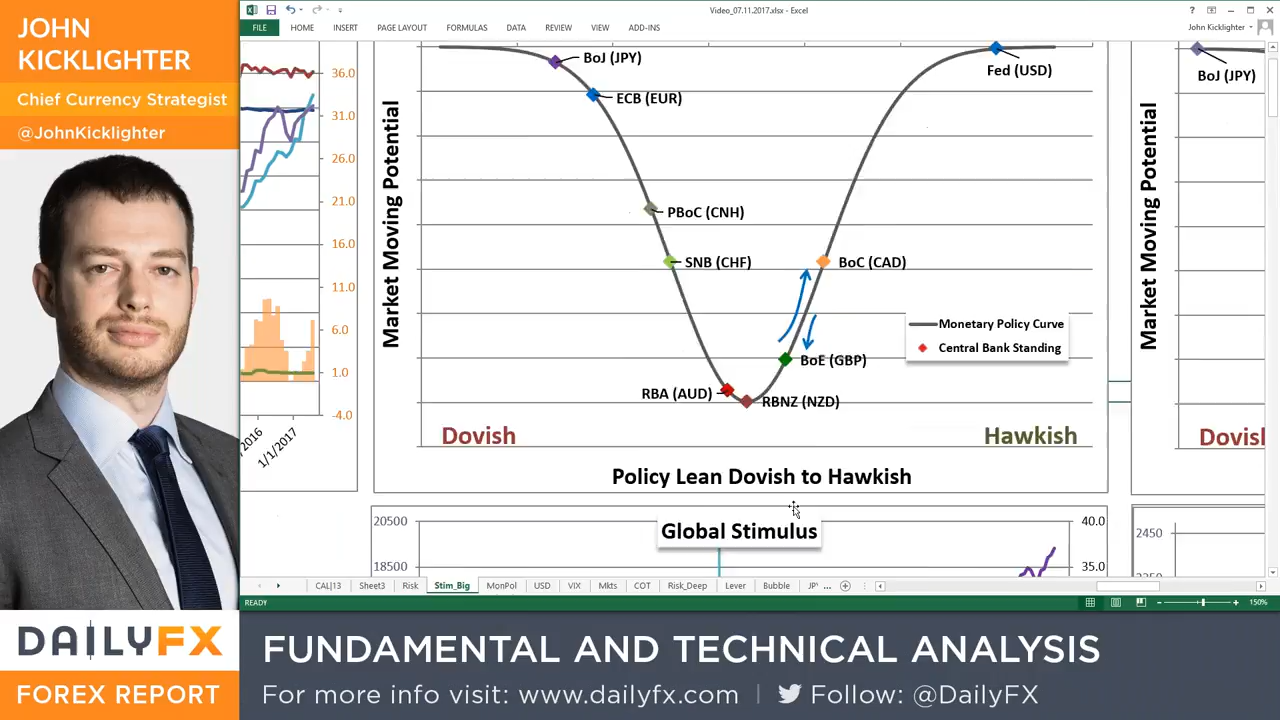 JOHN
KICKLIGHTER
Chief Currency Strategist
@JohnKicklighter
Video_07.11.2017.xlsx - Excel
FILE HOME INSERT PAGE LAYOUT FORMULAS DATA REVIEW VIEW ADD-INS
John Kicklighter
36.0
31.0
26.0
21.0
16.0
11.0
6.0
1.0
-4.0
/2016
1/1/2017
Market Moving Potential
BoJ (JPY)
ECB (EUR)
PBoC (CNH)
SNB (CHF)
RBA (AUD)
RBNZ (NZD)
BoE (GBP)
BoC (CAD)
Fed (USD)
Monetary Policy Curve
Central Bank Standing
Dovish
Hawkish
Policy Lean Dovish to Hawkish
Market Moving Potential
BoJ (JPY)
Dovis
20500
18500
Global Stimulus
40.0
35.0
2450
CAL|13 Sheet3 Risk Stim_Big MonPol USD VIX Mkts COT Risk_Deep Lever Bubble JP ...
READY
150%
DAILYFX
FOREX REPORT
FUNDAMENTAL AND TECHNICAL ANALYSIS
For more info visit: www.dailyfx.com | Follow: @DailyFX